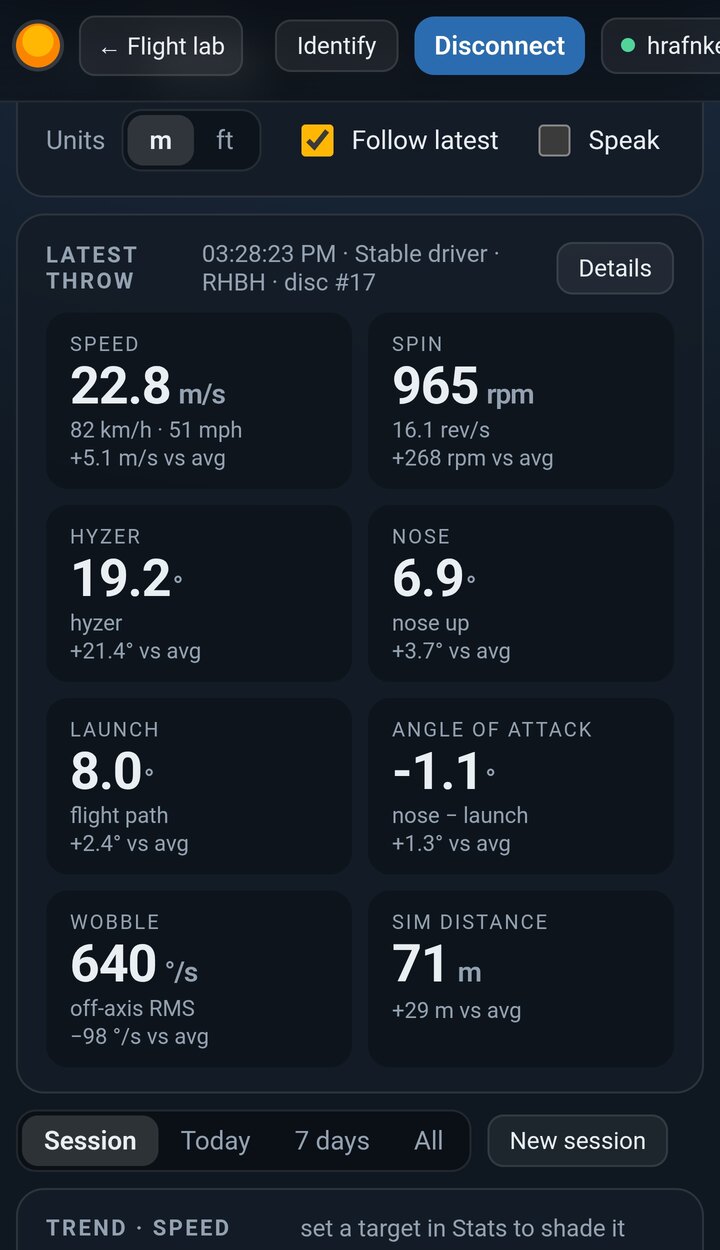 ← Flight lab
Identify
Disconnect
Units
m
ft
Follow latest
Speak
LATEST
THROW
03:28:23 PM · Stable driver ·
RHBH · disc #17
Details
SPEED
22.8 m/s
82 km/h · 51 mph
+5.1 m/s vs avg
SPIN
965 rpm
16.1 rev/s
+268 rpm vs avg
HYZER
19.2°
hyzer
+21.4° vs avg
NOSE
6.9°
nose up
+3.7° vs avg
LAUNCH
8.0°
flight path
+2.4° vs avg
ANGLE OF ATTACK
-1.1°
nose − launch
+1.3° vs avg
WOBBLE
640 °/s
off-axis RMS
−98 °/s vs avg
SIM DISTANCE
71 m
+29 m vs avg
Session
Today
7 days
All
New session
TREND · SPEED
set a target in Stats to shade it